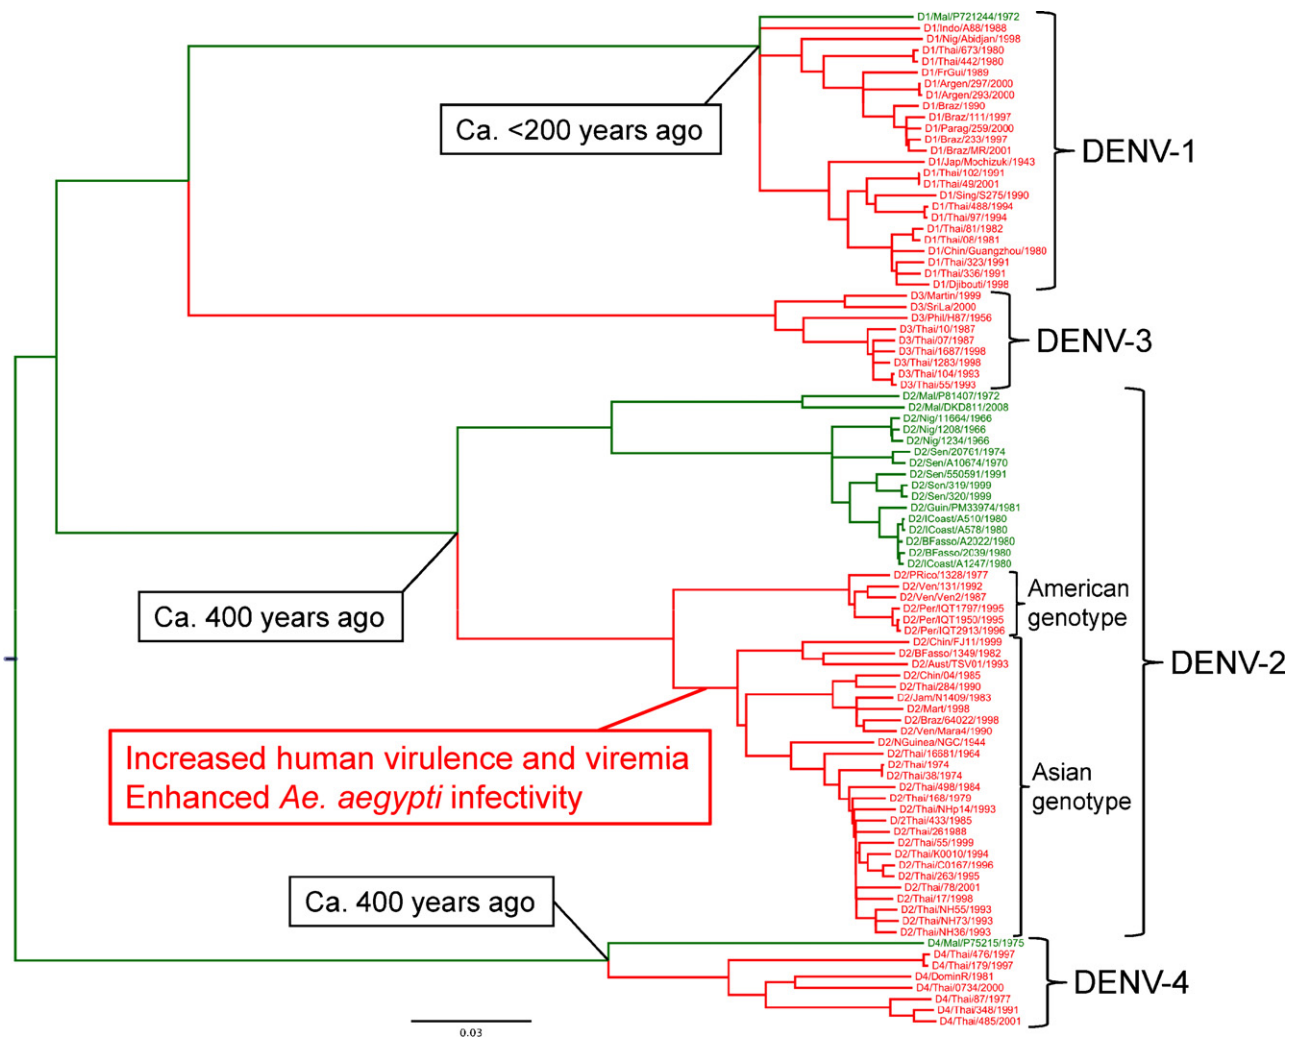 D1/Mal/P721244/1972
D1/Indo/A88/1988
D1/Nig/Abidjan/1998
D1/Thai/673/1980
D1/Thai/442/1980
D1/FrGui/1989
D1/Argen/297/2000
D1/Argen/293/2000
D1/Braz/1990
D1/Braz/111/1997
D1/Parag/259/2000
D1/Braz/233/1997
D1/Braz/MR/2001
D1/Jap/Mochizuk/1943
D1/Thai/102/1991
D1/Thai/49/2001
D1/Sing/S275/1990
D1/Thai/488/1994
D1/Thai/97/1994
D1/Thai/81/1982
D1/Thai/08/1981
D1/Chin/Guangzhou/1980
D1/Thai/323/1991
D1/Thai/336/1991
D1/Djibouti/1998
DENV-1
Ca. <200 years ago
D3/Martin/1999
D3/SriLa/2000
D3/Phil/H87/1956
D3/Thai/10/1987
D3/Thai/07/1987
D3/Thai/1687/1998
D3/Thai/1283/1998
D3/Thai/104/1993
D3/Thai/55/1993
DENV-3
D2/Mal/P81407/1972
D2/Mal/DKD811/2008
D2/Nig/11664/1966
D2/Nig/1208/1966
D2/Nig/1234/1966
D2/Sen/20761/1974
D2/Sen/A10674/1970
D2/Sen/550591/1991
D2/Sen/319/1999
D2/Sen/320/1999
D2/Guin/PM33974/1981
D2/ICoast/A510/1980
D2/ICoast/A578/1980
D2/BFasso/A2022/1980
D2/BFasso/2039/1980
D2/ICoast/A1247/1980
Ca. 400 years ago
D2/PRico/1328/1977
D2/Ven/131/1992
D2/Ven/Ven2/1987
D2/Per/IQT1797/1995
D2/Per/IQT1950/1995
D2/Per/IQT2913/1996
American
genotype
D2/Chin/FJ11/1999
D2/BFasso/1349/1982
D2/Aust/TSV01/1993
D2/Chin/04/1985
D2/Thai/284/1990
D2/Jam/N1409/1983
D2/Mart/1998
D2/Braz/64022/1998
D2/Ven/Mara4/1990
D2/NGuinea/NGC/1944
D2/Thai/16681/1964
D2/Thai/1974
D2/Thai/38/1974
D2/Thai/498/1984
D2/Thai/168/1979
D2/Thai/NHp14/1993
D/2Thai/433/1985
D2/Thai/261988
D2/Thai/55/1999
D2/Thai/K0010/1994
D2/Thai/C0167/1996
D2/Thai/263/1995
D2/Thai/78/2001
D2/Thai/17/1998
D2/Thai/NH55/1993
D2/Thai/NH73/1993
D2/Thai/NH36/1993
Asian
genotype
DENV-2
Increased human virulence and viremia
Enhanced Ae. aegypti infectivity
Ca. 400 years ago
D4/Mal/P75215/1975
D4/Thai/476/1997
D4/Thai/179/1997
D4/DominR/1981
D4/Thai/0734/2000
D4/Thai/87/1977
D4/Thai/348/1991
D4/Thai/485/2001
DENV-4
0.03